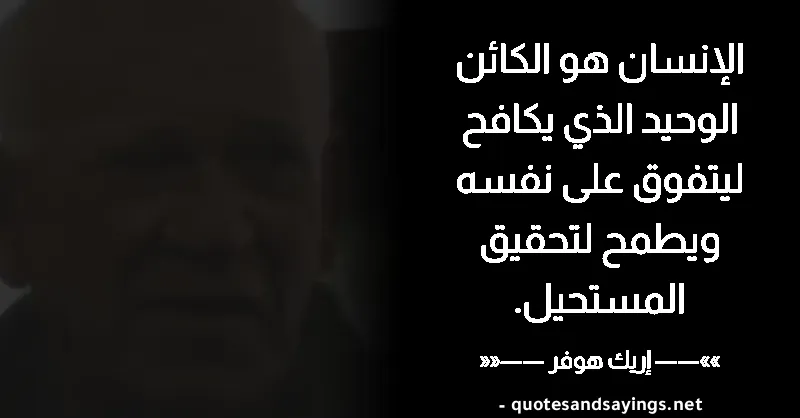 الإنسان هو الكائن
الوحيد الذي يكافح
ليتفوق على نفسه
ويطمح لتحقيق
المستحيل.
»»——— إريك هوفر ———««
- quotesandsayings.net